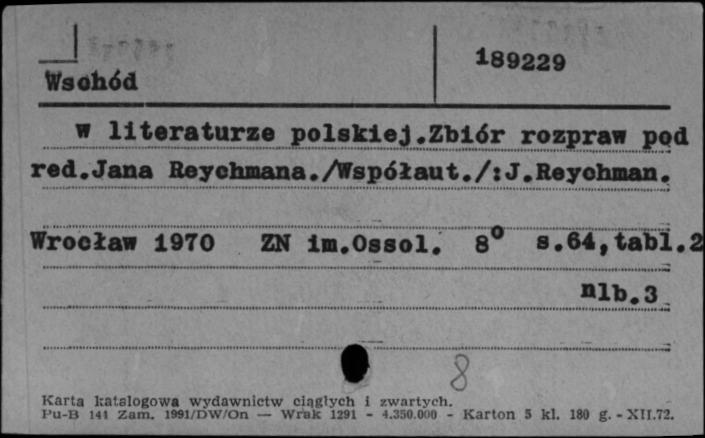 189229
Wschód
w literaturze polskiej.Zbiór rozpraw pod
red.Jana Reychmana./Współaut./:J.Reychman.
Wrocław 1970 ZN im.Ossol. 8° s.64,tabl.2
nlb.3
8
Karta katalogowa wydawnictw ciągłych i zwartych.
Pu-B 141 Zam. 1991/DW/On — Wrak 1291 - 4.350.000 - Karton 5 kl. 180 g. - XII.72.